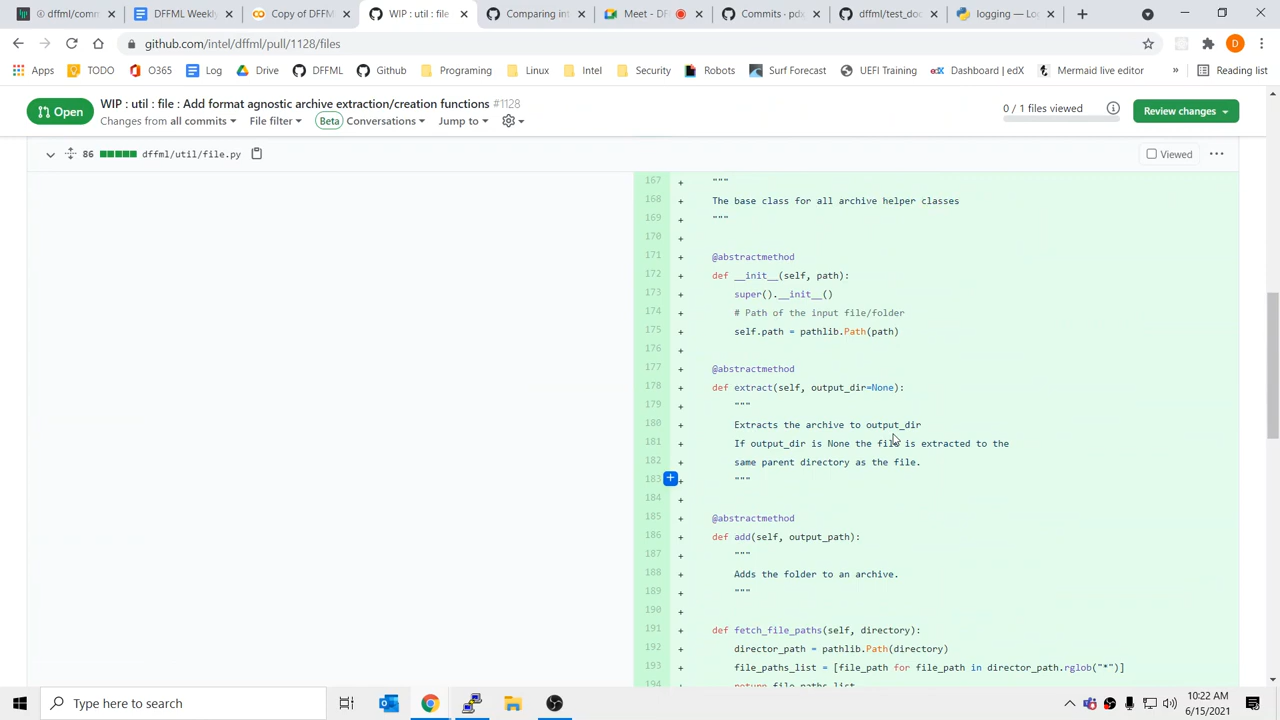 @ dffml/com
DFFML Weekly
Copy of DFFM
WIP : util : file
Comparing in
Meet - DF
Commits · p
dffml/test_doc
logging — Lo
github.com/intel/dffml/pull/1128/files
Apps
TODO
O365
Log
Drive
DFFML
Github
Programing
Linux
Intel
Security
Robots
Surf Forecast
UEFI Training
edX
Dashboard | edX
Mermaid live editor
»
Reading list
Open
WIP : util : file : Add format agnostic archive extraction/creation functions #1128
Changes from all commits
File filter
Beta
Conversations
Jump to
0 / 1 files viewed
Review changes
86
dffml/util/file.py
Viewed
167 + """
168 + The base class for all archive helper classes
169 + """
170 +
171 + @abstractmethod
172 + def __init__(self, path):
173 + super().__init__()
174 + # Path of the input file/folder
175 + self.path = pathlib.Path(path)
176 +
177 + @abstractmethod
178 + def extract(self, output_dir=None):
179 + """
180 + Extracts the archive to output_dir
181 + If output_dir is None the file is extracted to the
182 + same parent directory as the file.
183 + """
184 +
185 + @abstractmethod
186 + def add(self, output_path):
187 + """
188 + Adds the folder to an archive.
189 + """
190 +
191 + def fetch_file_paths(self, directory):
192 + director_path = pathlib.Path(directory)
193 + file_paths_list = [file_path for file_path in director_path.rglob("*")]
194 + return file_paths_list
Type here to search
10:22 AM
6/15/2021